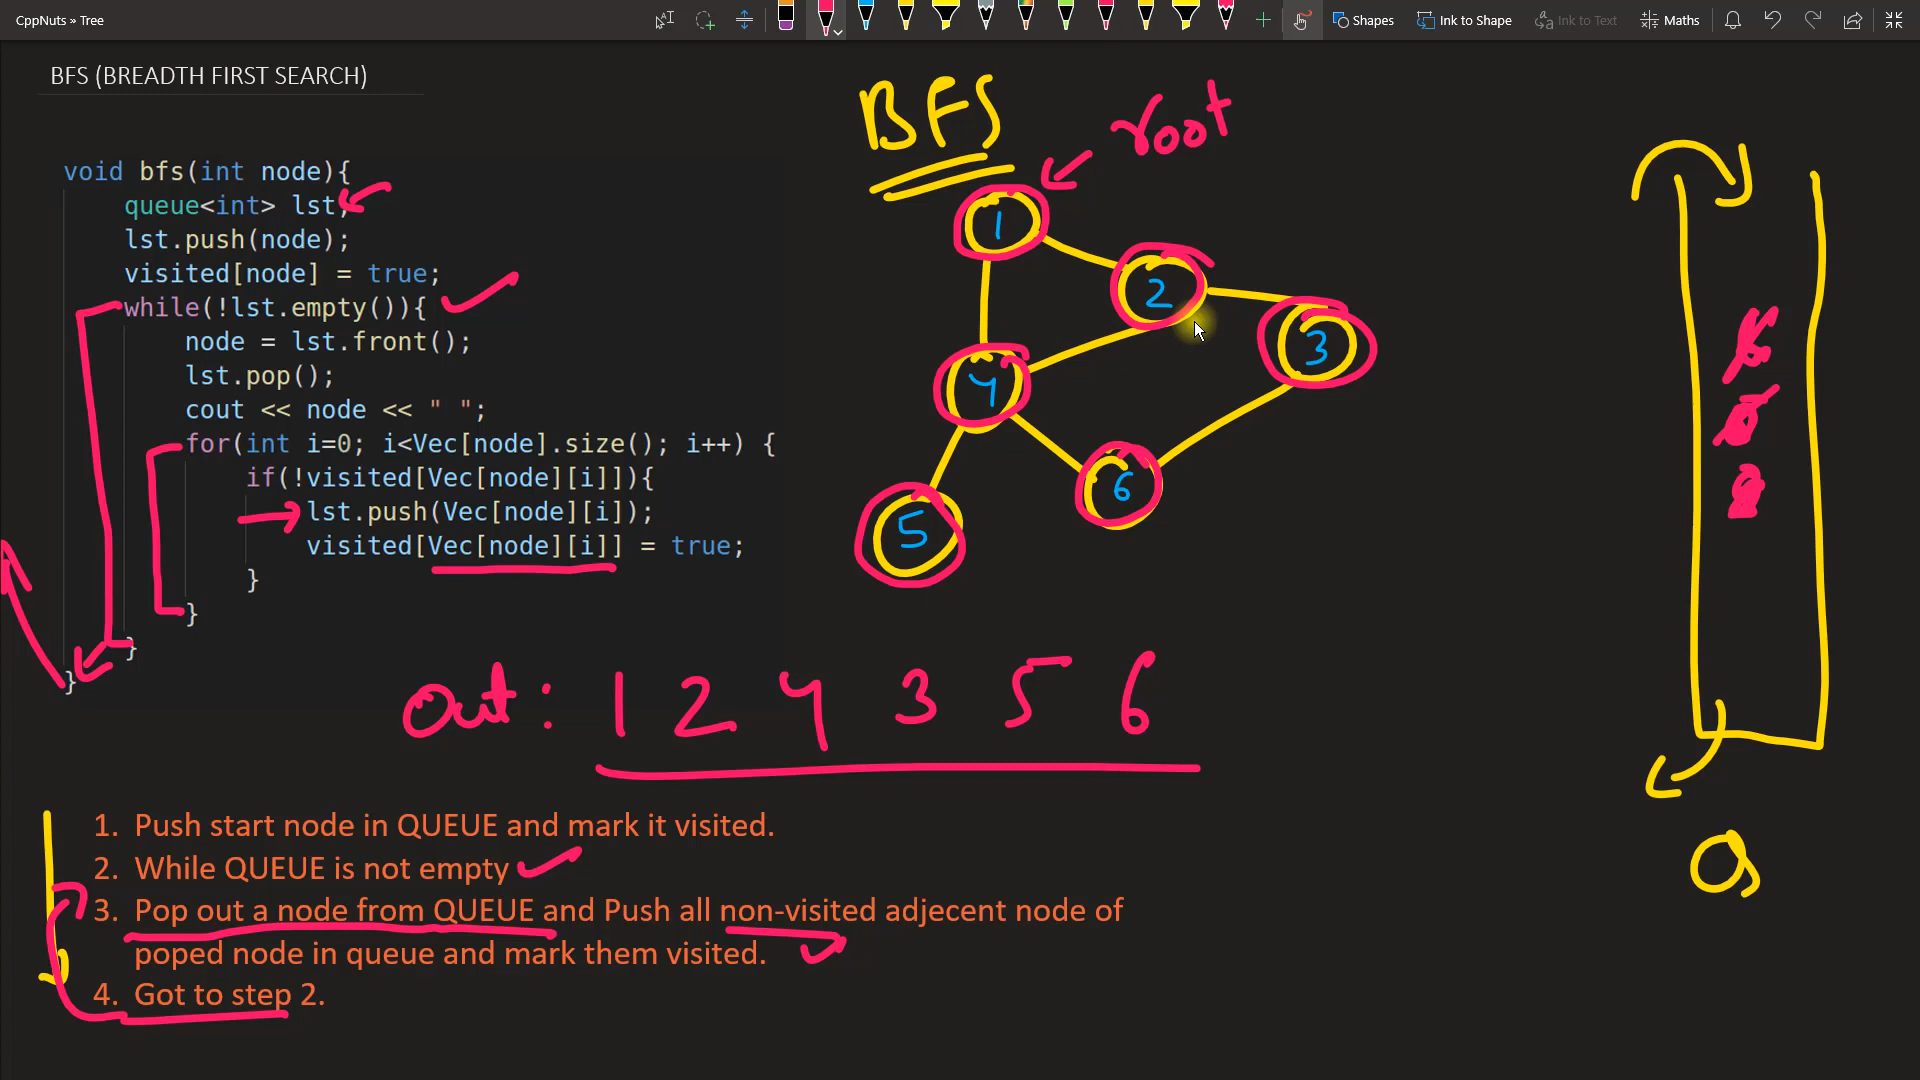 CppNuts » Tree
Shapes
Ink to Shape
Ink to Text
Maths
BFS (BREADTH FIRST SEARCH)
void bfs(int node){
queue<int> lst;
lst.push(node);
visited[node] = true;
while(!lst.empty()){
node = lst.front();
lst.pop();
cout << node << " ";
for(int i=0; i<Vec[node].size(); i++) {
if(!visited[Vec[node][i]]){
lst.push(Vec[node][i]);
visited[Vec[node][i]] = true;
}
}
}
}
BFS
root
1
2
3
4
6
5
out: 1 2 4 3 5 6
1. Push start node in QUEUE and mark it visited.
2. While QUEUE is not empty
3. Pop out a node from QUEUE and Push all non-visited adjecent node of
poped node in queue and mark them visited.
4. Got to step 2.